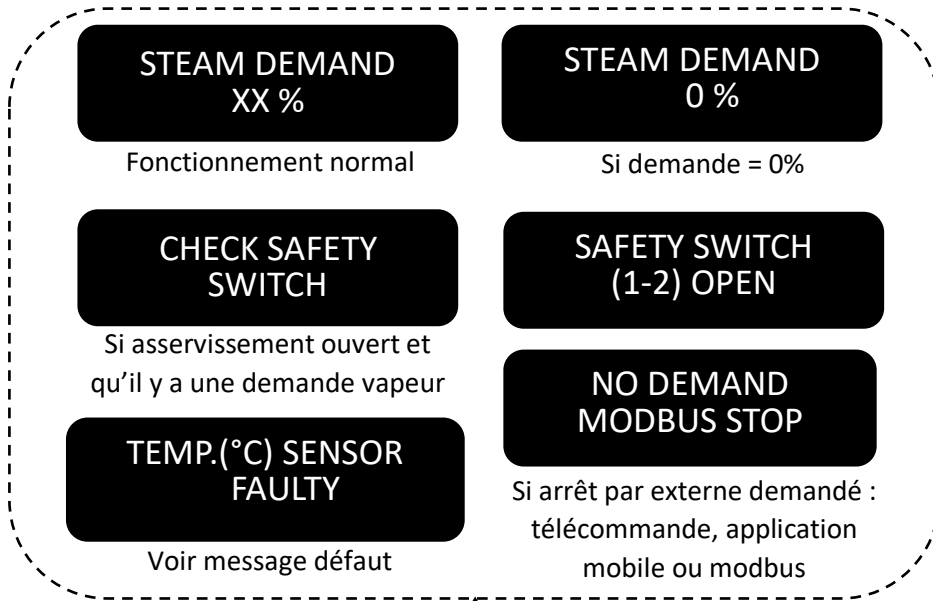 STEAM DEMAND
XX %
Fonctionnement normal
STEAM DEMAND
0 %
Si demande = 0%
CHECK SAFETY
SWITCH
Si asservissement ouvert et
qu’il y a une demande vapeur
SAFETY SWITCH
(1-2) OPEN
NO DEMAND
MODBUS STOP
Si arrêt par externe demandé :
télécommande, application
mobile ou modbus
TEMP.(°C) SENSOR
FAULTY
Voir message défaut